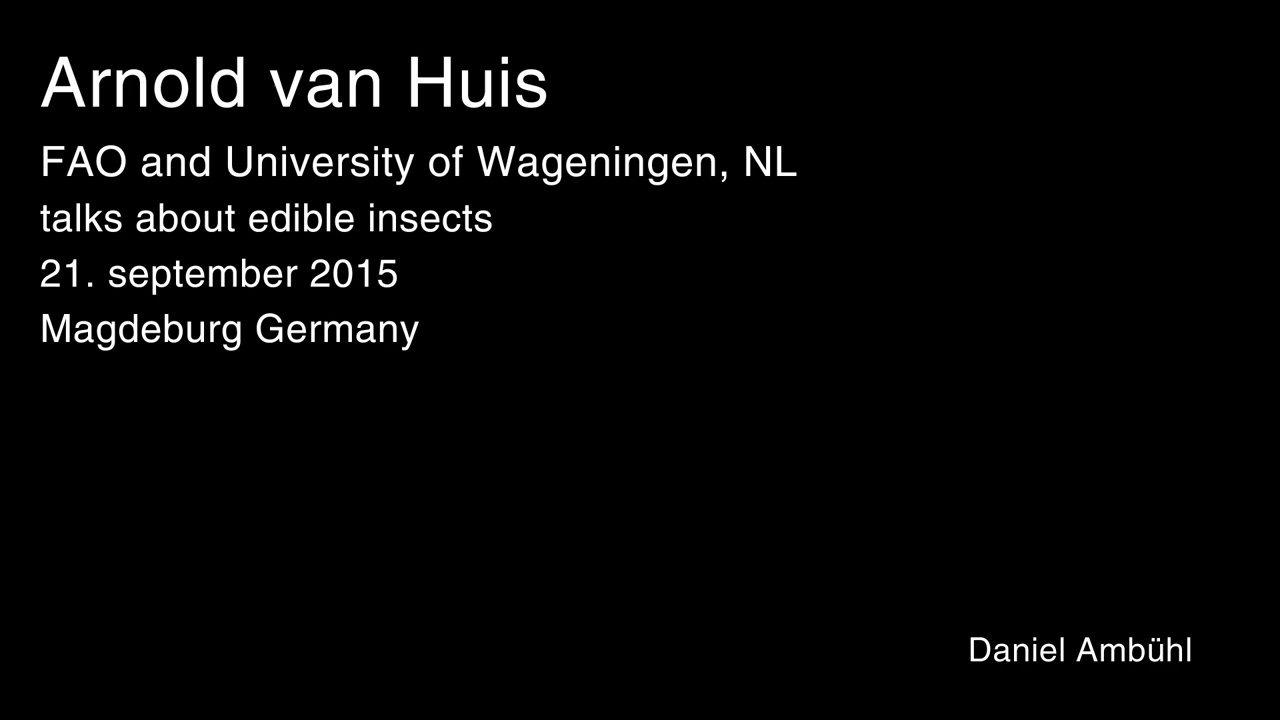 Arnold van Huis
FAO and University of Wageningen, NL
talks about edible insects
21. september 2015
Magdeburg Germany
Daniel Ambühl